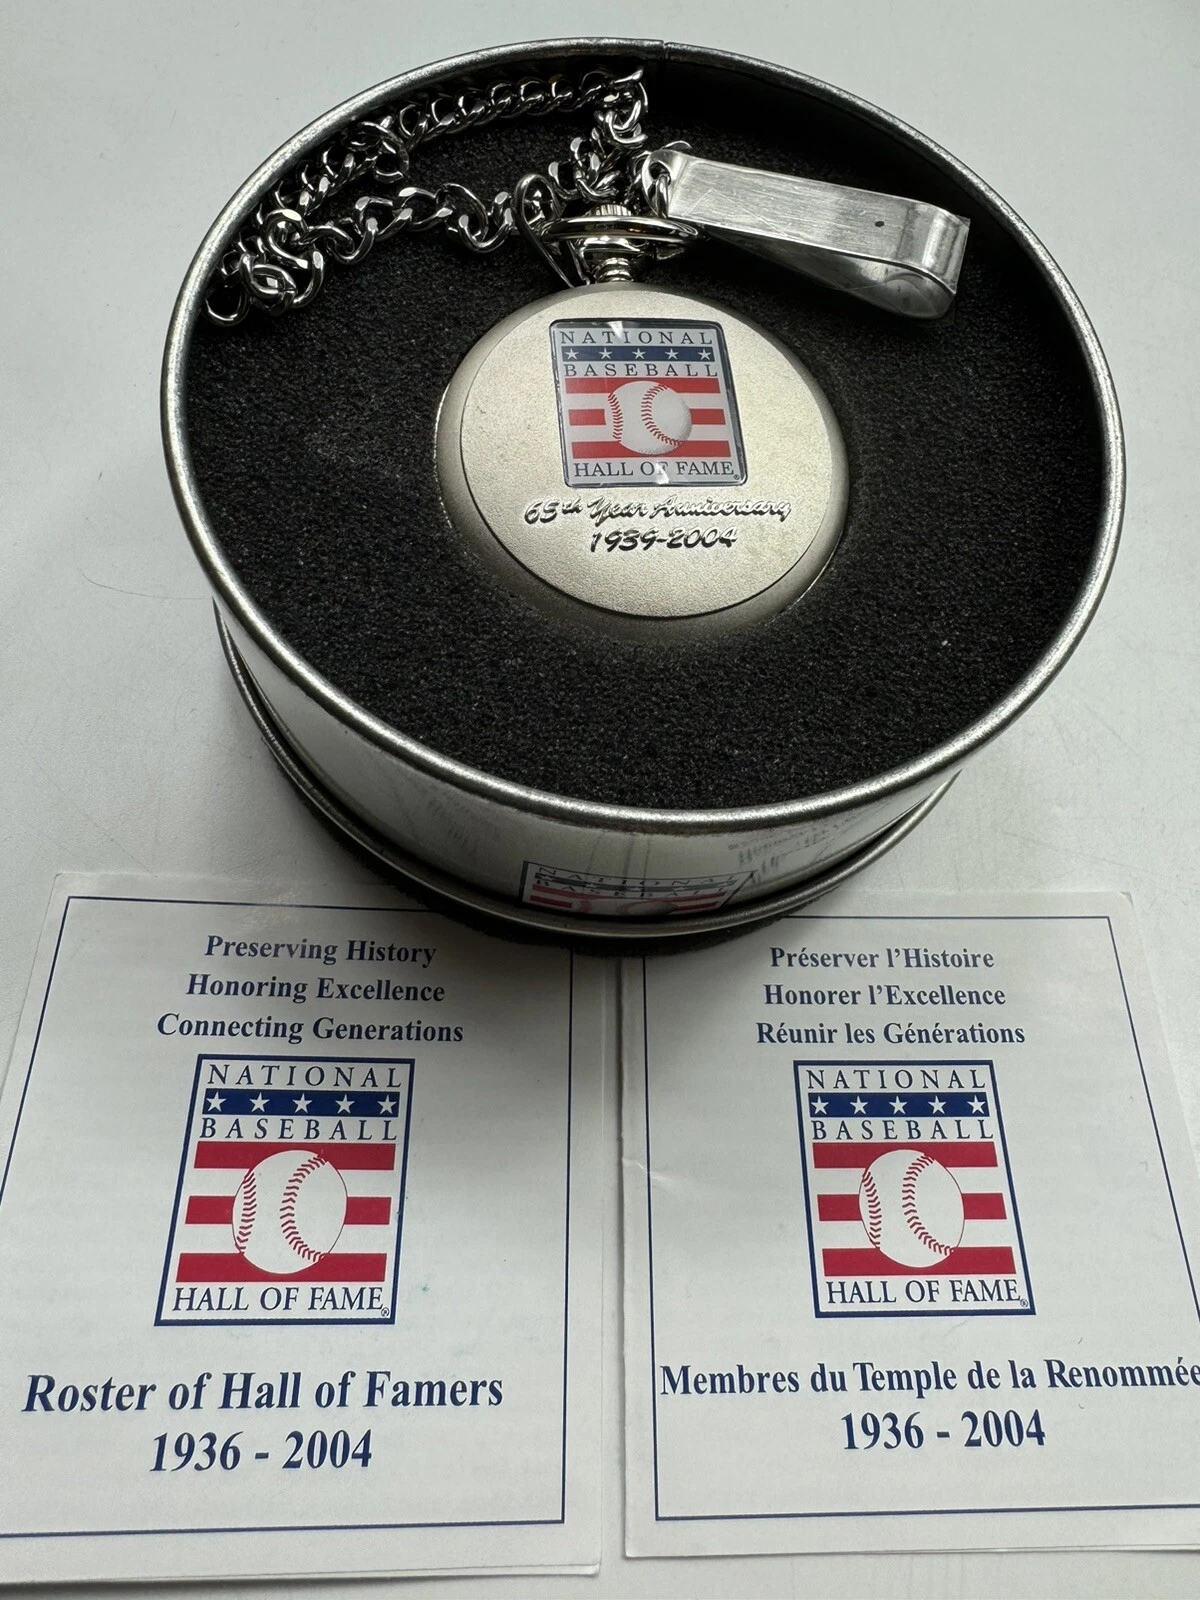 NATIONAL
BASEBALL
HALL OF FAME®
65th Year Anniversary
1939-2004
NATIONAL
BASEBALL
Preserving History
Honoring Excellence
Connecting Generations
NATIONAL
BASEBALL
HALL OF FAME®
Roster of Hall of Famers
1936 - 2004
Préserver l'Histoire
Honorer l'Excellence
Réunir les Générations
NATIONAL
BASEBALL
HALL OF FAME®
Membres du Temple de la Renommée
1936 - 2004